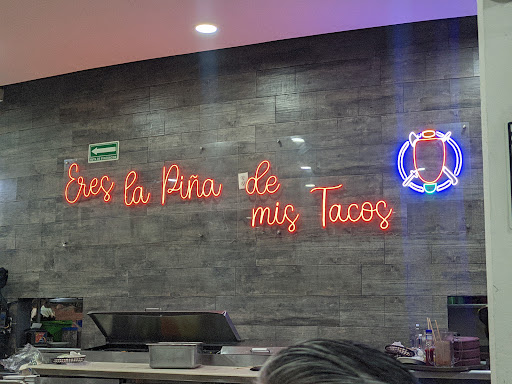 Eres la Piña de
mis Tacos